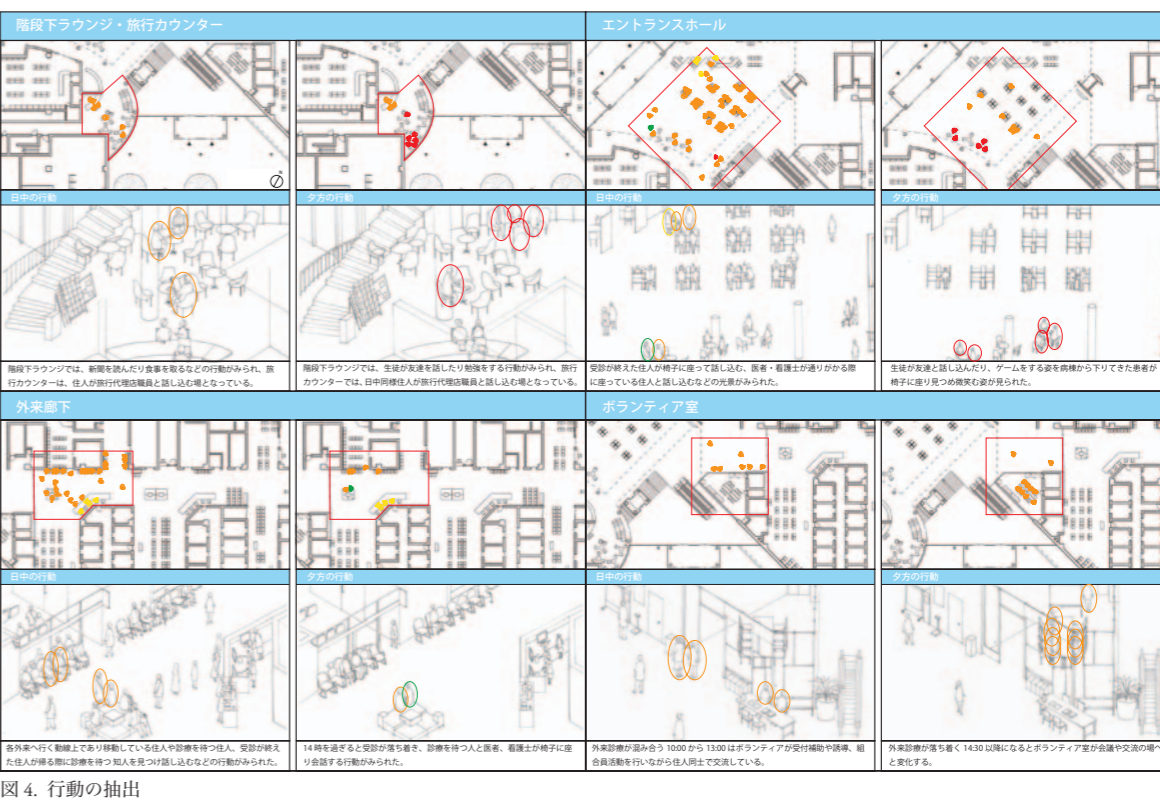 階段下ラウンジ・旅行カウンター
エントランスホール
日中の行動
夕方の行動
日中の行動
夕方の行動
階段下ラウンジでは、新聞を読んだり食事を取るなどの行動がみられ、旅
行カウンターは、住人が旅行代理店職員と話し込む場となっている。
階段下ラウンジでは、生徒が友達を話したり勉強をする行動がみられ、旅行
カウンターでは、日中同様住人が旅行代理店職員と話し込む場となっている。
受診が終えた住人が椅子に座って話し込む、医者・看護士が通りがかる際
に座っている住人と話し込むなどの光景がみられた。
生徒が友達と話し込んだり、ゲームをする姿を病棟から下りてきた患者が
椅子に座り見つめ微笑む姿が見られた。
外来廊下
ボランティア室
日中の行動
夕方の行動
日中の行動
夕方の行動
各外来へ行く動線上であり移動している住人や診療を待つ住人、受診が終え
た住人が帰る際に診療を待つ 知人を見つけ話し込むなどの行動がみられた。
14 時を過ぎると受診が落ち着き、診療を待つ人と医者、看護士が椅子に座
り会話する行動がみられた。
外来診療が混み合う 10:00 から 13:00 はボランティアが受付補助や誘導、組
合員活動を行いながら住人同士で交流している。
外来診療が落ち着く 14:30 以降になるとボランティア室が会議や交流の場へ
と変化する。
図 4. 行動の抽出